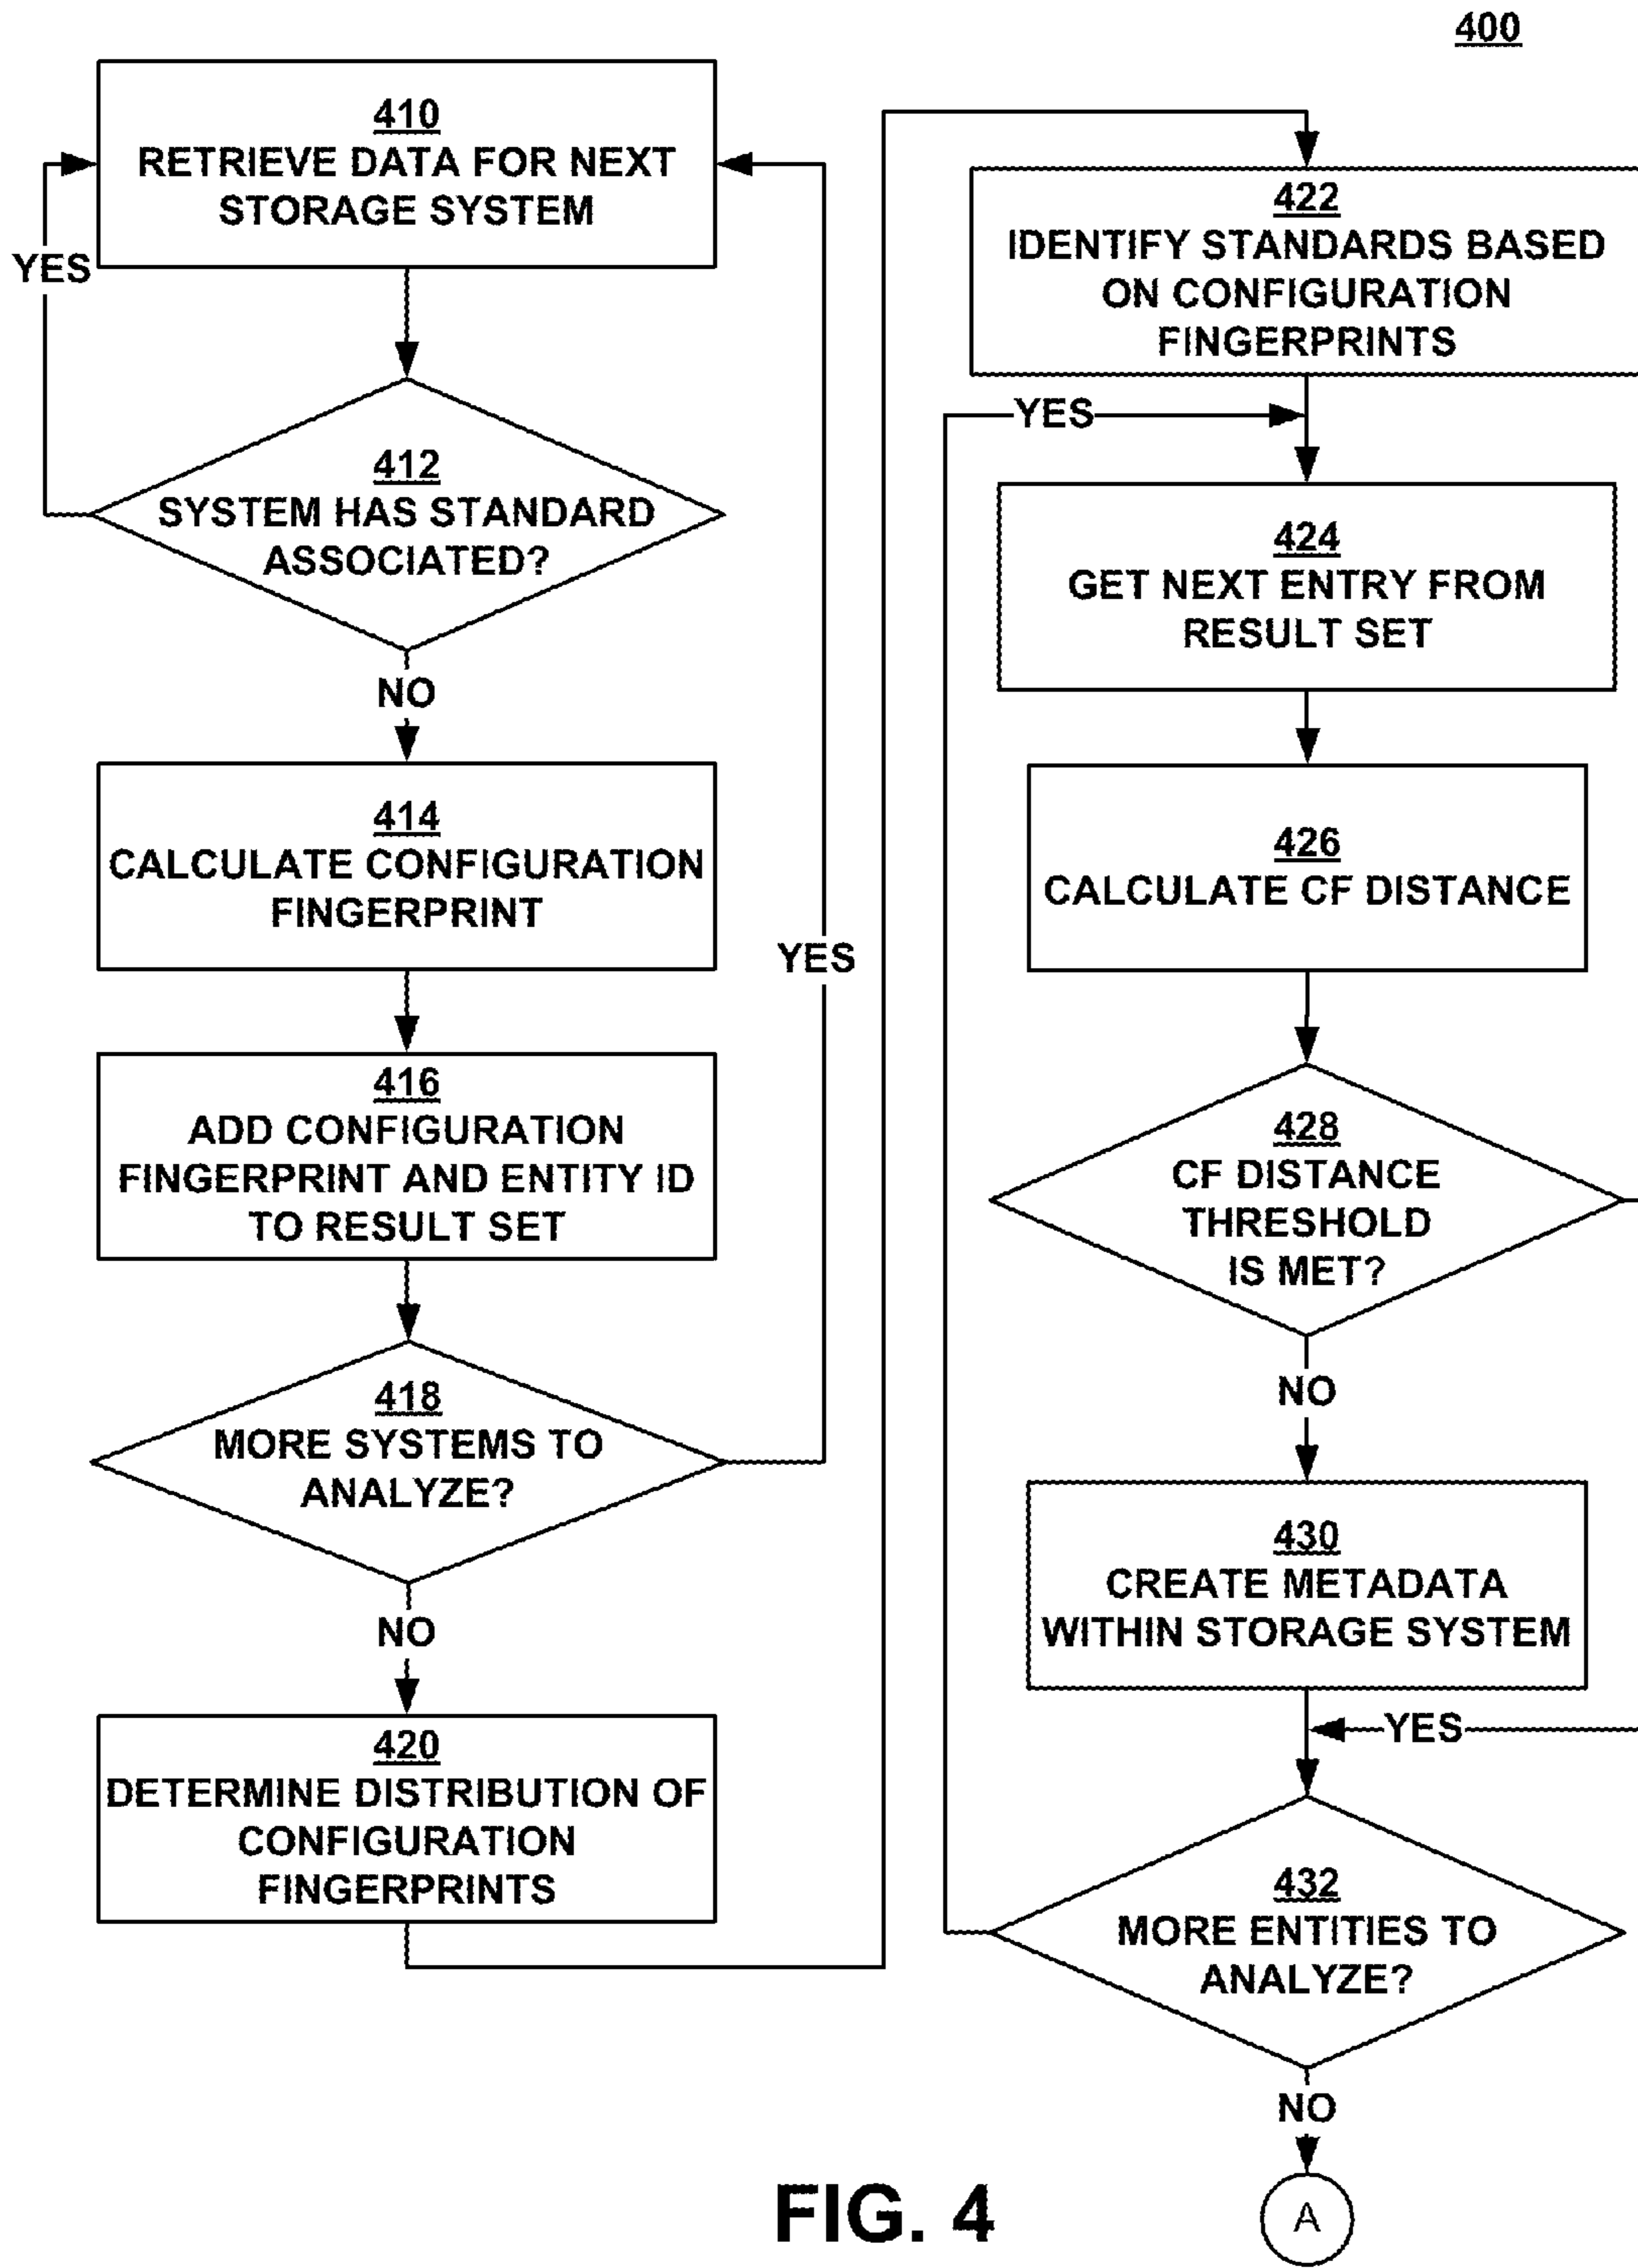 400
410
RETRIEVE DATA FOR NEXT
STORAGE SYSTEM
YES
412
SYSTEM HAS STANDARD
ASSOCIATED?
NO
414
CALCULATE CONFIGURATION
FINGERPRINT
YES
416
ADD CONFIGURATION
FINGERPRINT AND ENTITY ID
TO RESULT SET
418
MORE SYSTEMS TO
ANALYZE?
NO
420
DETERMINE DISTRIBUTION OF
CONFIGURATION
FINGERPRINTS
422
IDENTIFY STANDARDS BASED
ON CONFIGURATION
FINGERPRINTS
YES
424
GET NEXT ENTRY FROM
RESULT SET
426
CALCULATE CF DISTANCE
428
CF DISTANCE
THRESHOLD
IS MET?
NO
430
CREATE METADATA
WITHIN STORAGE SYSTEM
YES
432
MORE ENTITIES TO
ANALYZE?
NO
A
FIG. 4